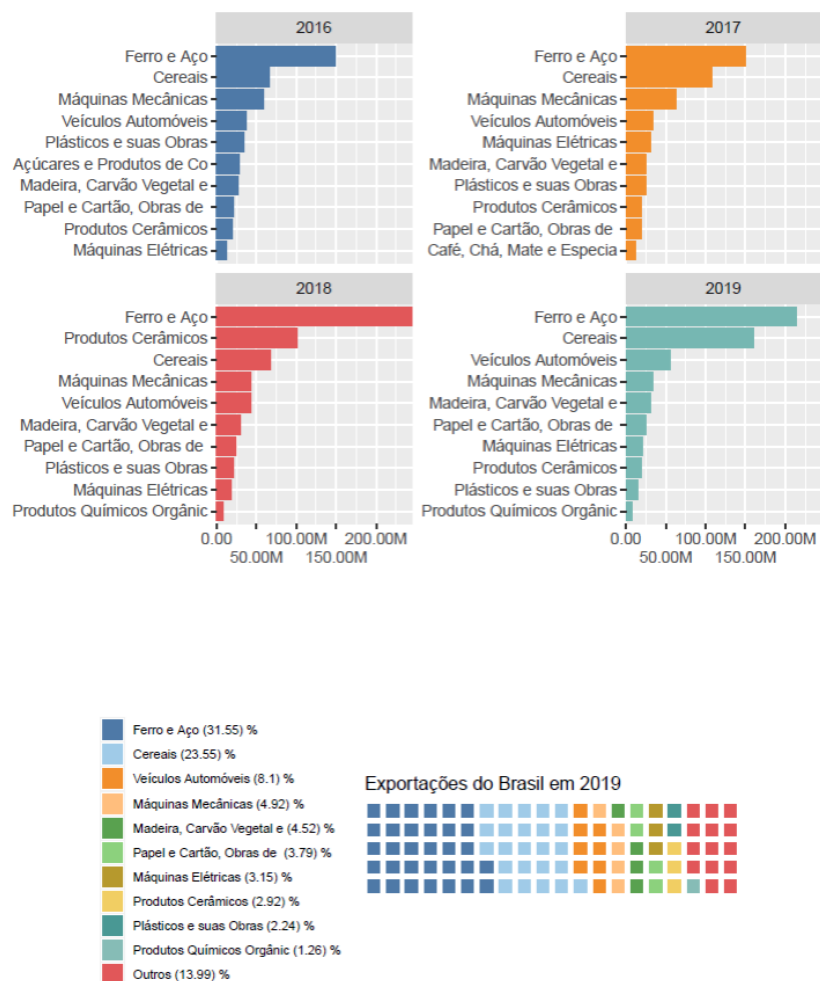 2016
Ferro e Aço
Cereais
Máquinas Mecânicas
Veículos Automóveis
Plásticos e suas Obras
Açúcares e Produtos de Co
Madeira, Carvão Vegetal e
Papel e Cartão, Obras de
Produtos Cerâmicos
Máquinas Elétricas
2017
Ferro e Aço
Cereais
Máquinas Mecânicas
Veículos Automóveis
Máquinas Elétricas
Madeira, Carvão Vegetal e
Plásticos e suas Obras
Produtos Cerâmicos
Papel e Cartão, Obras de
Café, Chá, Mate e Especia
2018
Ferro e Aço
Produtos Cerâmicos
Cereais
Máquinas Mecânicas
Veículos Automóveis
Madeira, Carvão Vegetal e
Papel e Cartão, Obras de
Plásticos e suas Obras
Máquinas Elétricas
Produtos Químicos Orgânic
0.00 100.00M 200.00M
50.00M 150.00M
2019
Ferro e Aço
Cereais
Veículos Automóveis
Máquinas Mecânicas
Madeira, Carvão Vegetal e
Papel e Cartão, Obras de
Máquinas Elétricas
Produtos Cerâmicos
Plásticos e suas Obras
Produtos Químicos Orgânic
0.00 100.00M 200.00M
50.00M 150.00M
Ferro e Aço (31.55) %
Cereais (23.55) %
Veículos Automóveis (8.1) %
Máquinas Mecânicas (4.92) %
Madeira, Carvão Vegetal e (4.52) %
Papel e Cartão, Obras de (3.79) %
Máquinas Elétricas (3.15) %
Produtos Cerâmicos (2.92) %
Plásticos e suas Obras (2.24) %
Produtos Químicos Orgânic (1.26) %
Outros (13.99) %
Exportações do Brasil em 2019